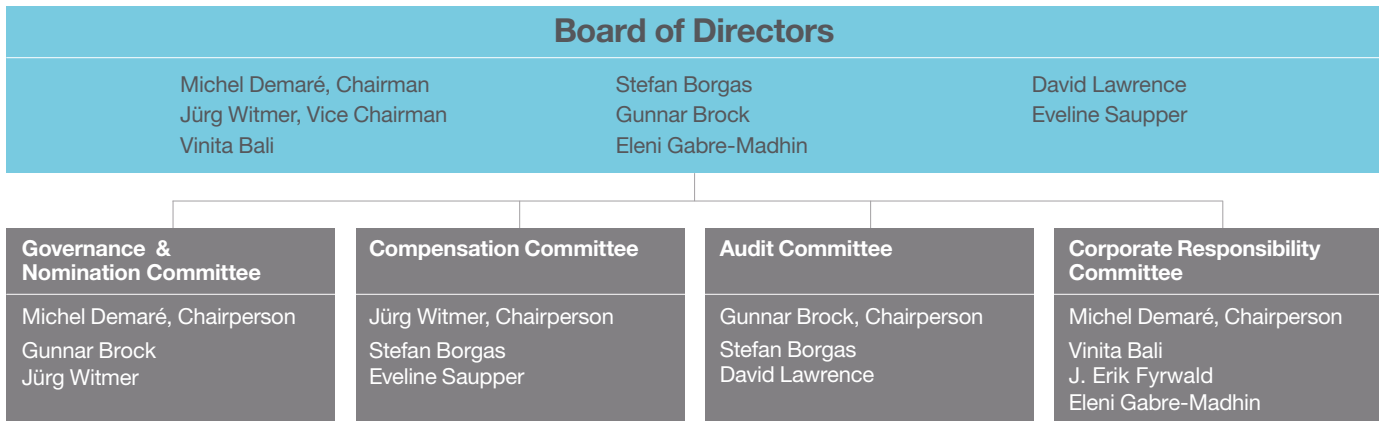 Board of Directors
Michel Demaré, Chairman
Jürg Witmer, Vice Chairman
Vinita Bali
Stefan Borgas
Gunnar Brock
Eleni Gabre-Madhin
David Lawrence
Eveline Saupper
Governance &
Nomination Committee
Michel Demaré, Chairperson
Gunnar Brock
Jürg Witmer
Compensation Committee
Jürg Witmer, Chairperson
Stefan Borgas
Eveline Saupper
Audit Committee
Gunnar Brock, Chairperson
Stefan Borgas
David Lawrence
Corporate Responsibility
Committee
Michel Demaré, Chairperson
Vinita Bali
J. Erik Fyrwald
Eleni Gabre-Madhin